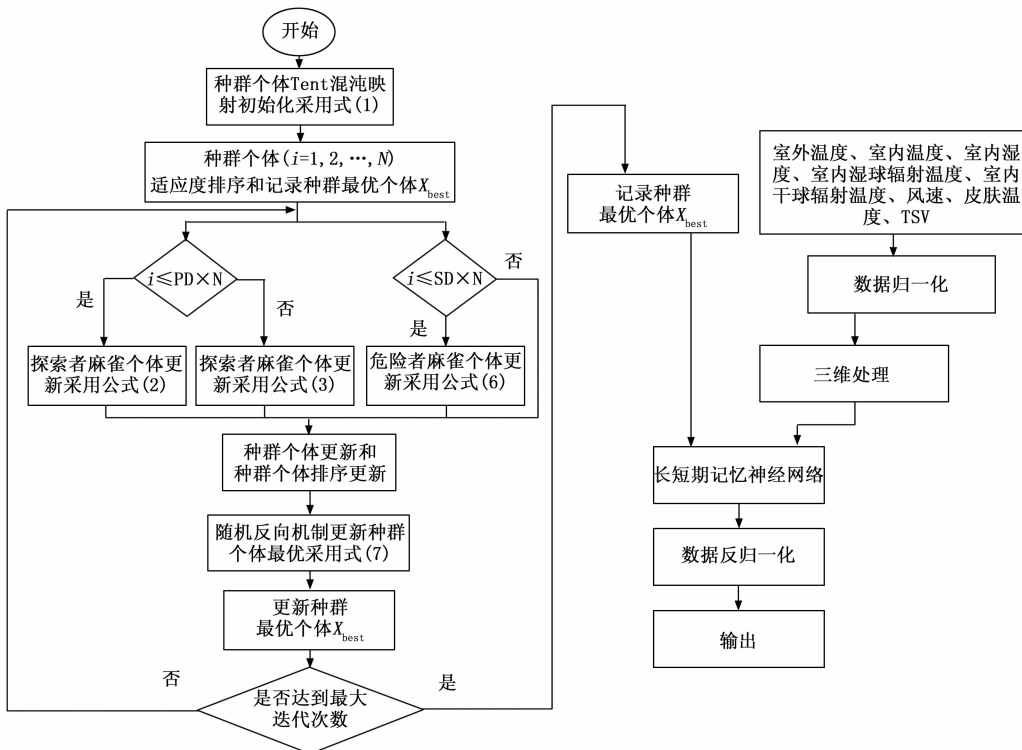 开始
种群个体Tent混沌映
射初始化采用式(1)
种群个体(i=1,2,…,N)
适应度排序和记录种群最优个体Xbest
i≤PD×N
是
否
i≤SD×N
否
是
探索者麻雀个体更
新采用公式(2)
探索者麻雀个体更
新采用公式(3)
危险者麻雀个体更
新采用公式(6)
种群个体更新和
种群个体排序更新
随机反向机制更新种群
个体最优采用式(7)
更新种群
最优个体Xbest
否
是否达到最大
迭代次数
是
记录种群
最优个体Xbest
室外温度、室内温度、室内湿
度、室内湿球辐射温度、室内
干球辐射温度、风速、皮肤温
度、TSV
数据归一化
三维处理
长短期记忆神经网络
数据反归一化
输出